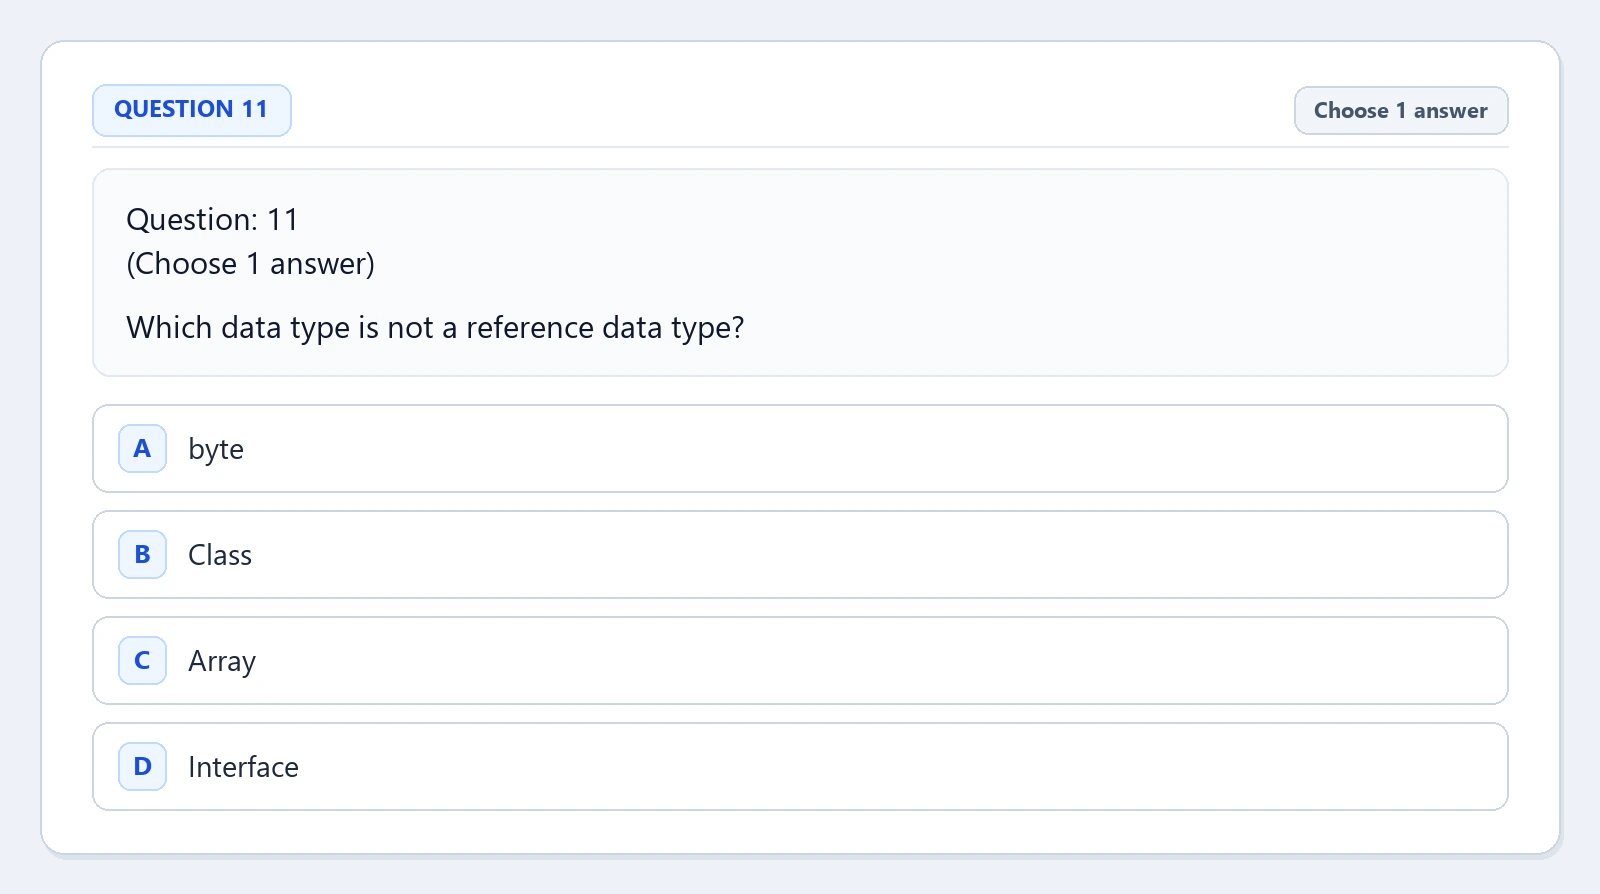 QUESTION 11
Choose 1 answer
Question: 11
(Choose 1 answer)
Which data type is not a reference data type?
A byte
B Class
C Array
D Interface